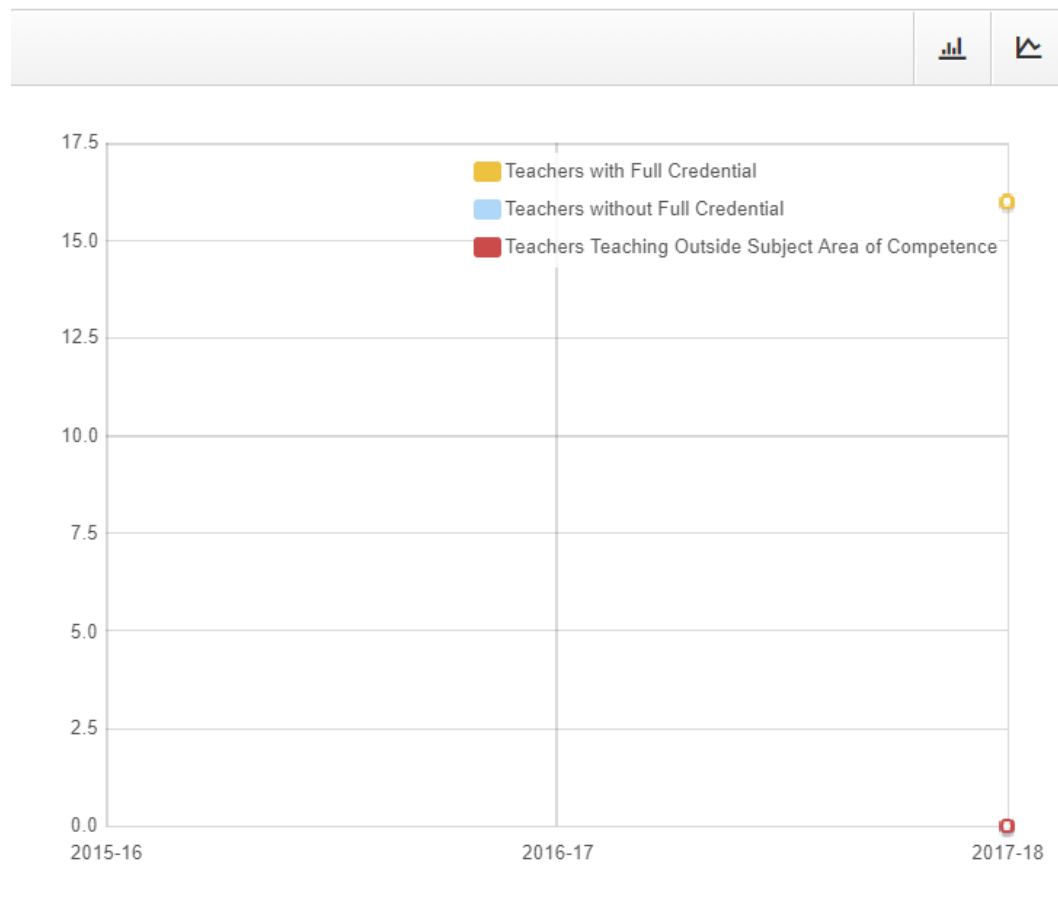 17.5
Teachers with Full Credential
Teachers without Full Credential
15.0
Teachers Teaching Outside Subject Area of Competence
12.5
10.0
7.5
5.0
2.5
0.0
2015-16 2016-17 2017-18